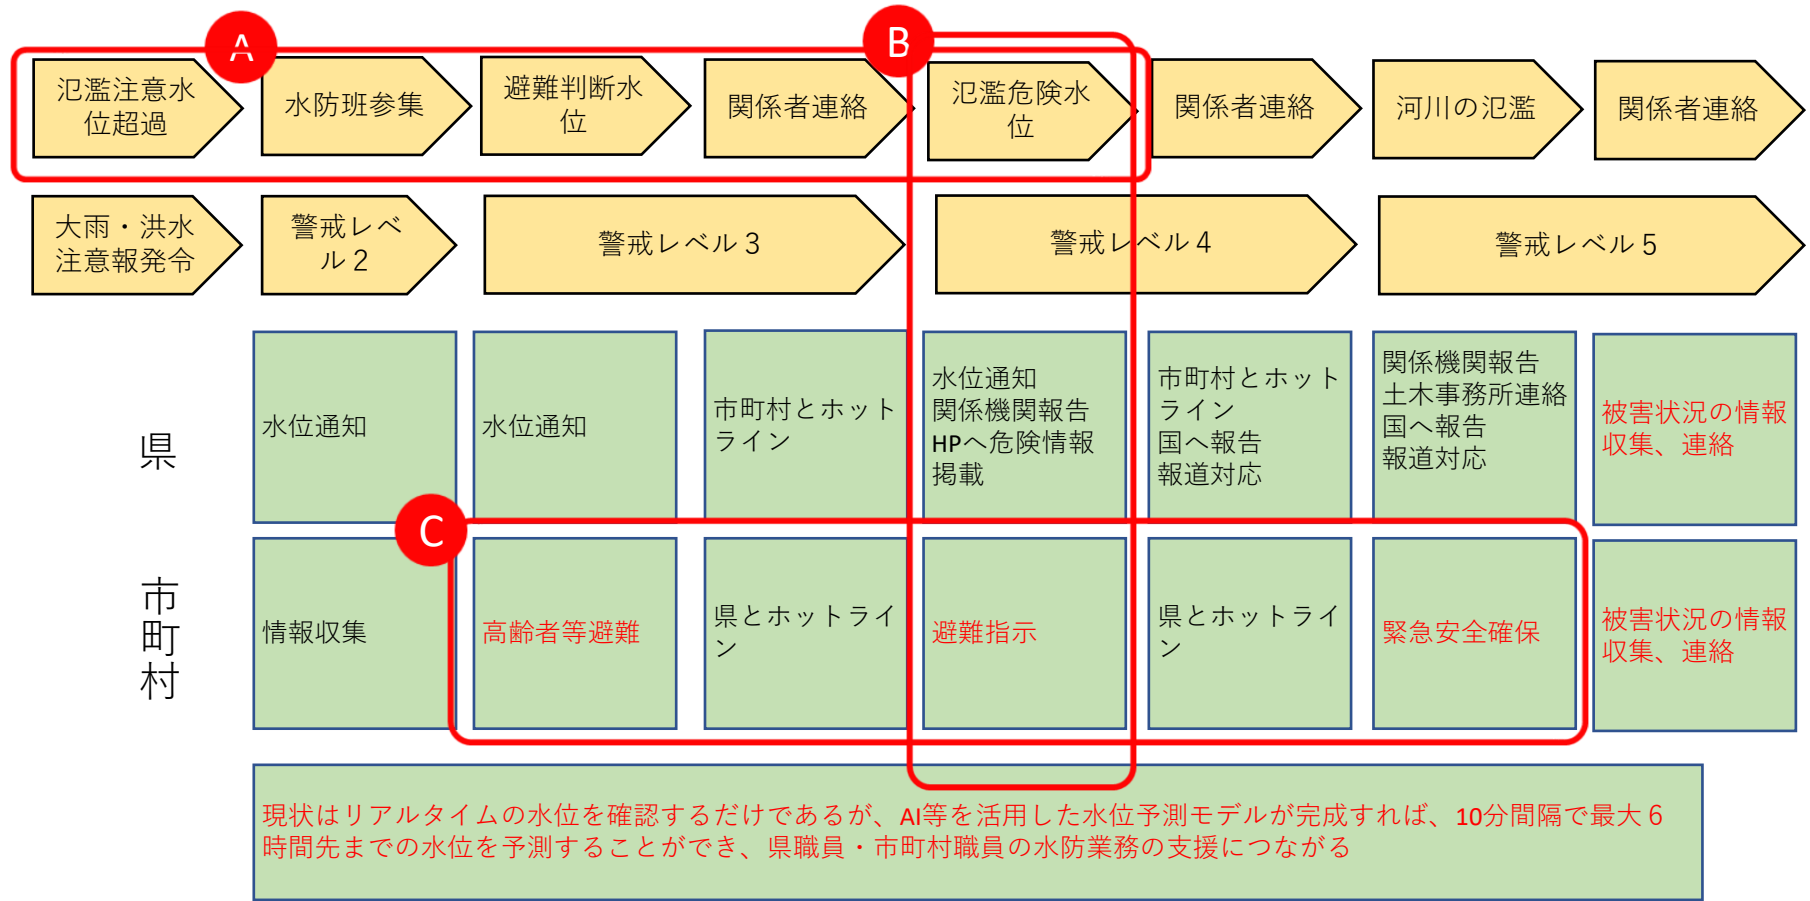 A
B
氾濫注意水
位超過
水防班参集
避難判断水
位
関係者連絡
氾濫危険水
位
関係者連絡
河川の氾濫
関係者連絡
大雨・洪水
注意報発令
警戒レベ
ル２
警戒レベル３
警戒レベル４
警戒レベル５
県
水位通知
水位通知
市町村とホット
ライン
水位通知
関係機関報告
HPへ危険情報
掲載
市町村とホット
ライン
国へ報告
報道対応
関係機関報告
土木事務所連絡
国へ報告
報道対応
被害状況の情報
収集、連絡
C
市町村
情報収集
高齢者等避難
県とホットライ
ン
避難指示
県とホットライ
ン
緊急安全確保
被害状況の情報
収集、連絡
現状はリアルタイムの水位を確認するだけであるが、AI等を活用した水位予測モデルが完成すれば、10分間隔で最大６
時間先までの水位を予測することができ、県職員・市町村職員の水防業務の支援につながる